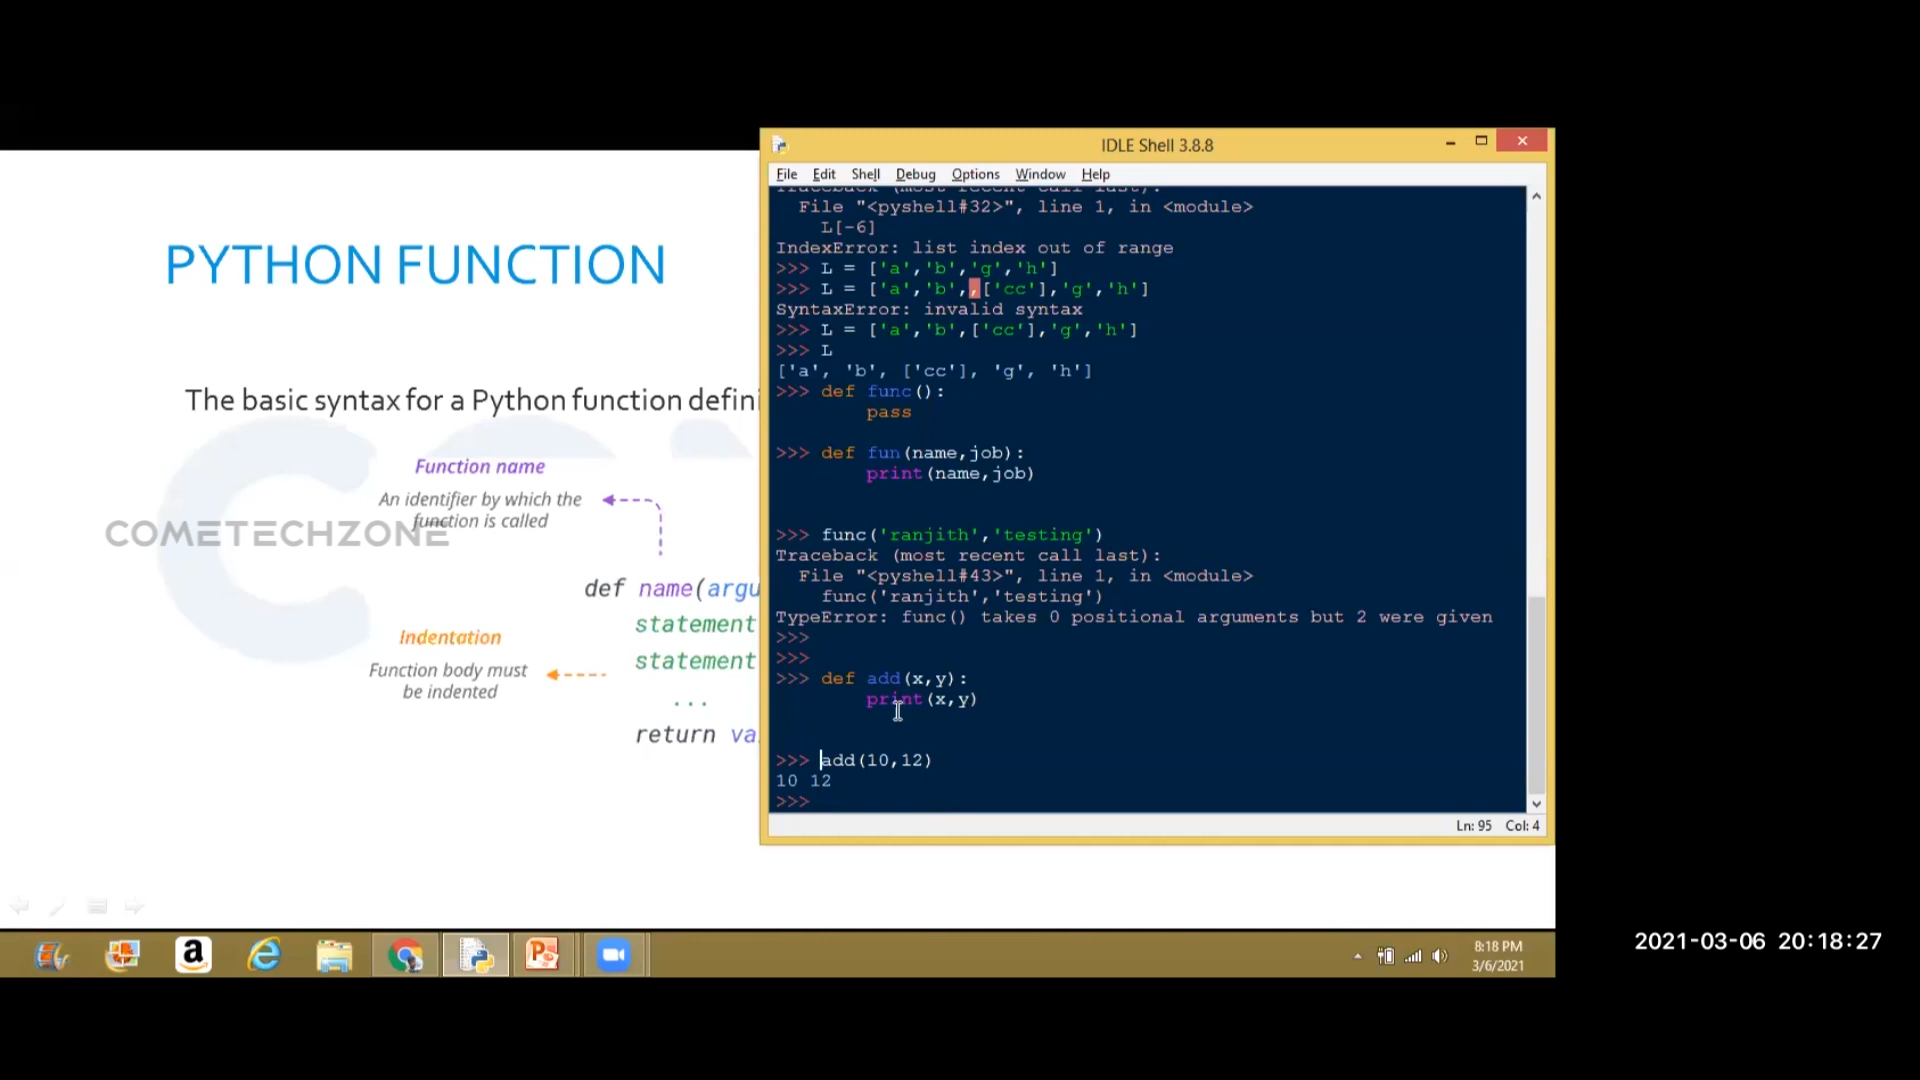 PYTHON FUNCTION
The basic syntax for a Python function defini
Function name
An identifier by which the
function is called
COMETECHZONE
def name(argu
statement
Indentation
Function body must
be indented
statement
...
return va
IDLE Shell 3.8.8
File Edit Shell Debug Options Window Help
Traceback (most recent call last):
File "<pyshell#32>", line 1, in <module>
L[-6]
IndexError: list index out of range
>>> L = ['a','b','g','h']
>>> L = ['a','b',,['cc'],'g','h']
SyntaxError: invalid syntax
>>> L = ['a','b',['cc'],'g','h']
>>> L
['a', 'b', ['cc'], 'g', 'h']
>>> def func():
pass
>>> def fun(name,job):
print(name,job)
>>> func('ranjith','testing')
Traceback (most recent call last):
File "<pyshell#43>", line 1, in <module>
func('ranjith','testing')
TypeError: func() takes 0 positional arguments but 2 were given
>>>
>>>
>>> def add(x,y):
print(x,y)
>>> add(10,12)
10 12
>>>
Ln: 95 Col: 4
8:18 PM
3/6/2021
2021-03-06 20:18:27